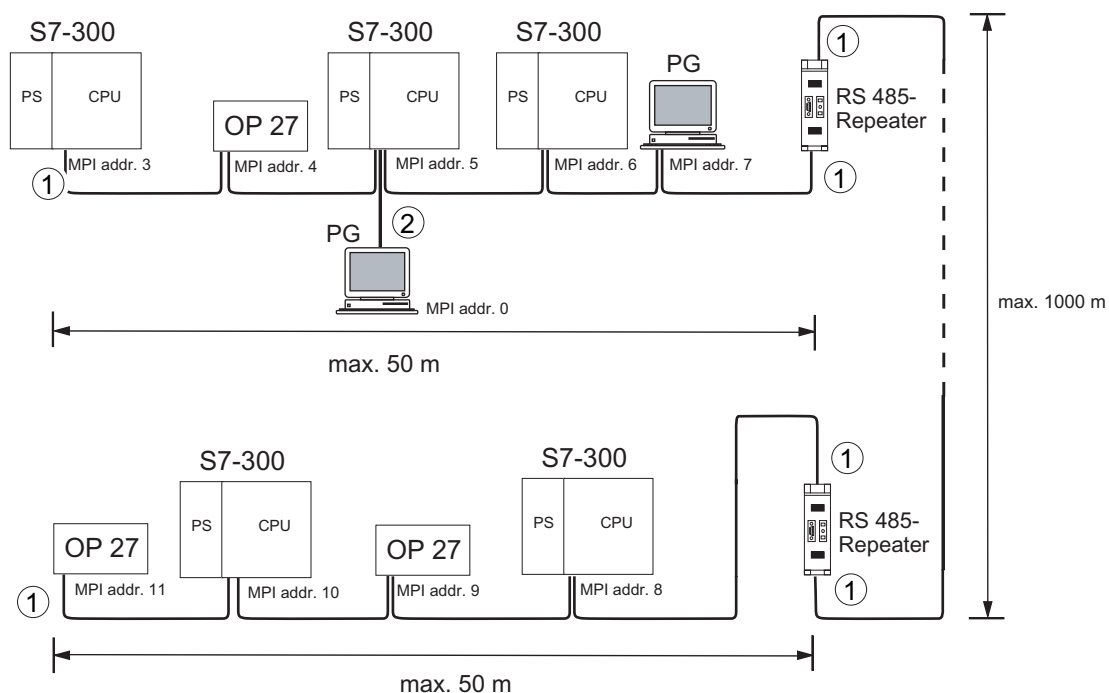 S7-300
S7-300
S7-300
PG
①
PS
CPU
OP 27
PS
CPU
PS
CPU
RS 485-
Repeater
MPI addr. 3
MPI addr. 4
MPI addr. 5
MPI addr. 6
MPI addr. 7
①
①
②
PG
MPI addr. 0
max. 50 m
max. 1000 m
S7-300
S7-300
①
PS
CPU
PS
CPU
OP 27
OP 27
RS 485-
Repeater
MPI addr. 11
MPI addr. 10
MPI addr. 9
MPI addr. 8
①
①
max. 50 m